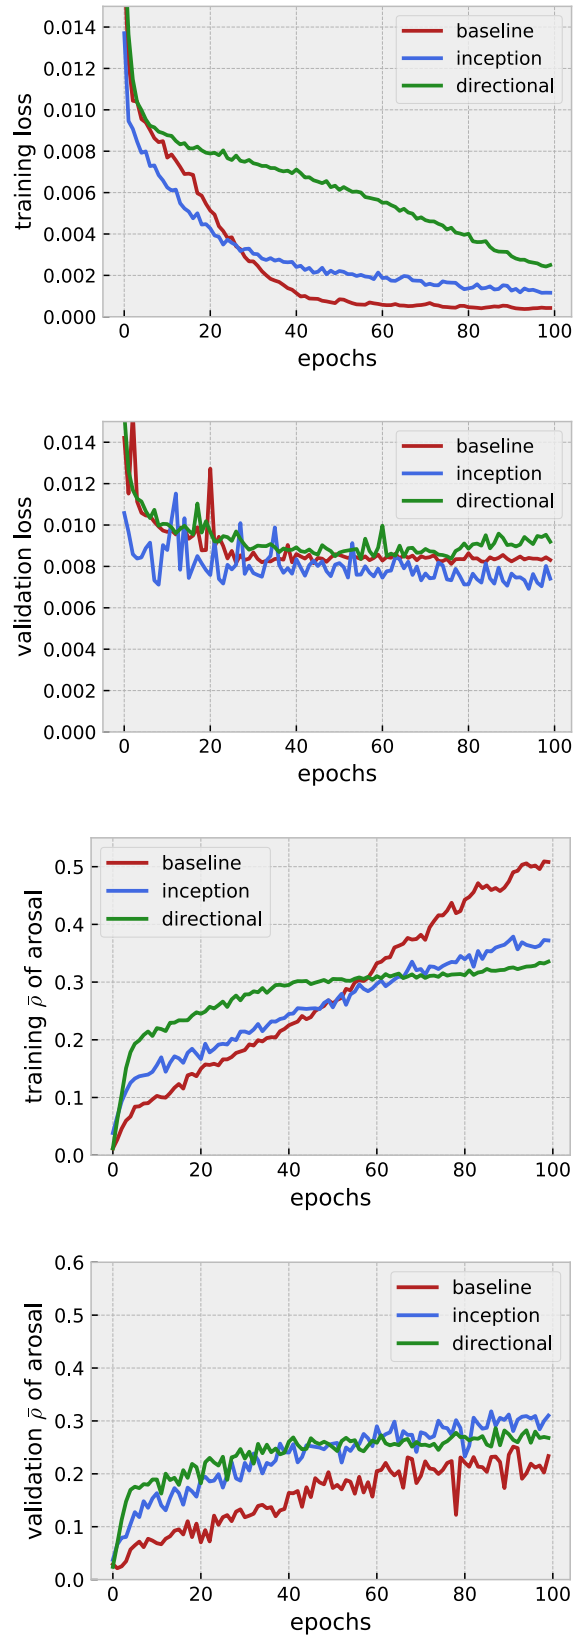 0.014
0.012
0.010
0.008
0.006
0.004
0.002
0.000
training loss
baseline
inception
directional
0 20 40 60 80 100
epochs
0.014
0.012
0.010
0.008
0.006
0.004
0.002
0.000
validation loss
baseline
inception
directional
0 20 40 60 80 100
epochs
0.5
0.4
0.3
0.2
0.1
0.0
training ρ̄ of arosal
baseline
inception
directional
0 20 40 60 80 100
epochs
0.6
0.5
0.4
0.3
0.2
0.1
0.0
validation ρ̄ of arosal
baseline
inception
directional
0 20 40 60 80 100
epochs